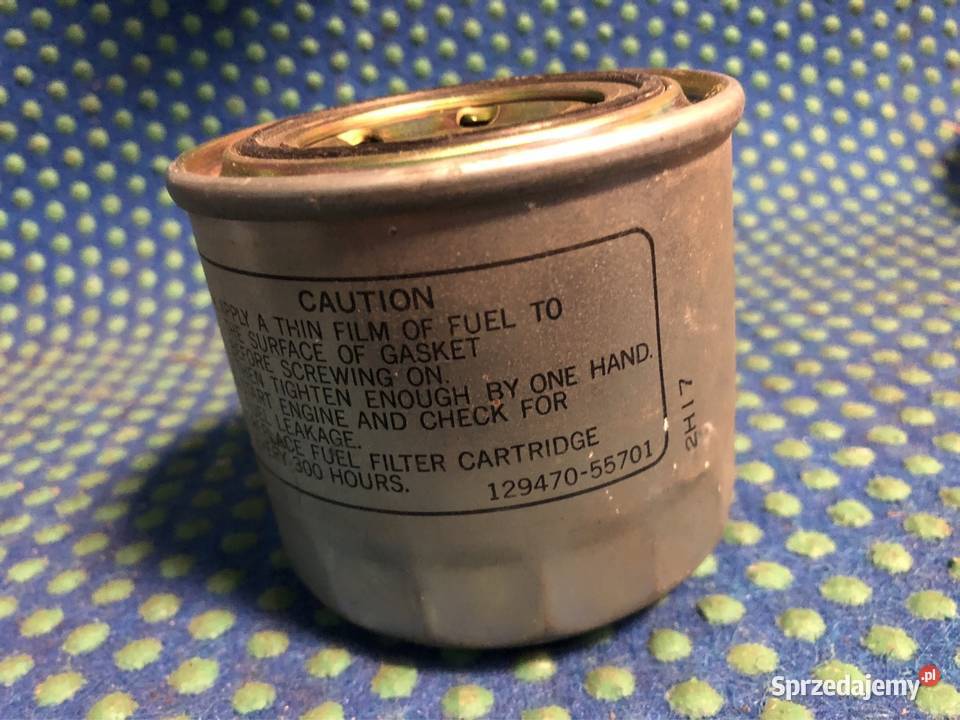 CAUTION
APPLY A THIN FILM OF FUEL TO
THE SURFACE OF GASKET
BEFORE SCREWING ON.
TIGHTEN ENOUGH BY ONE HAND.
ENGINE AND CHECK FOR
LEAKAGE.
FUEL FILTER CARTRIDGE
300 HOURS.
129470-55701
2H17
Sprzedajemy.pl